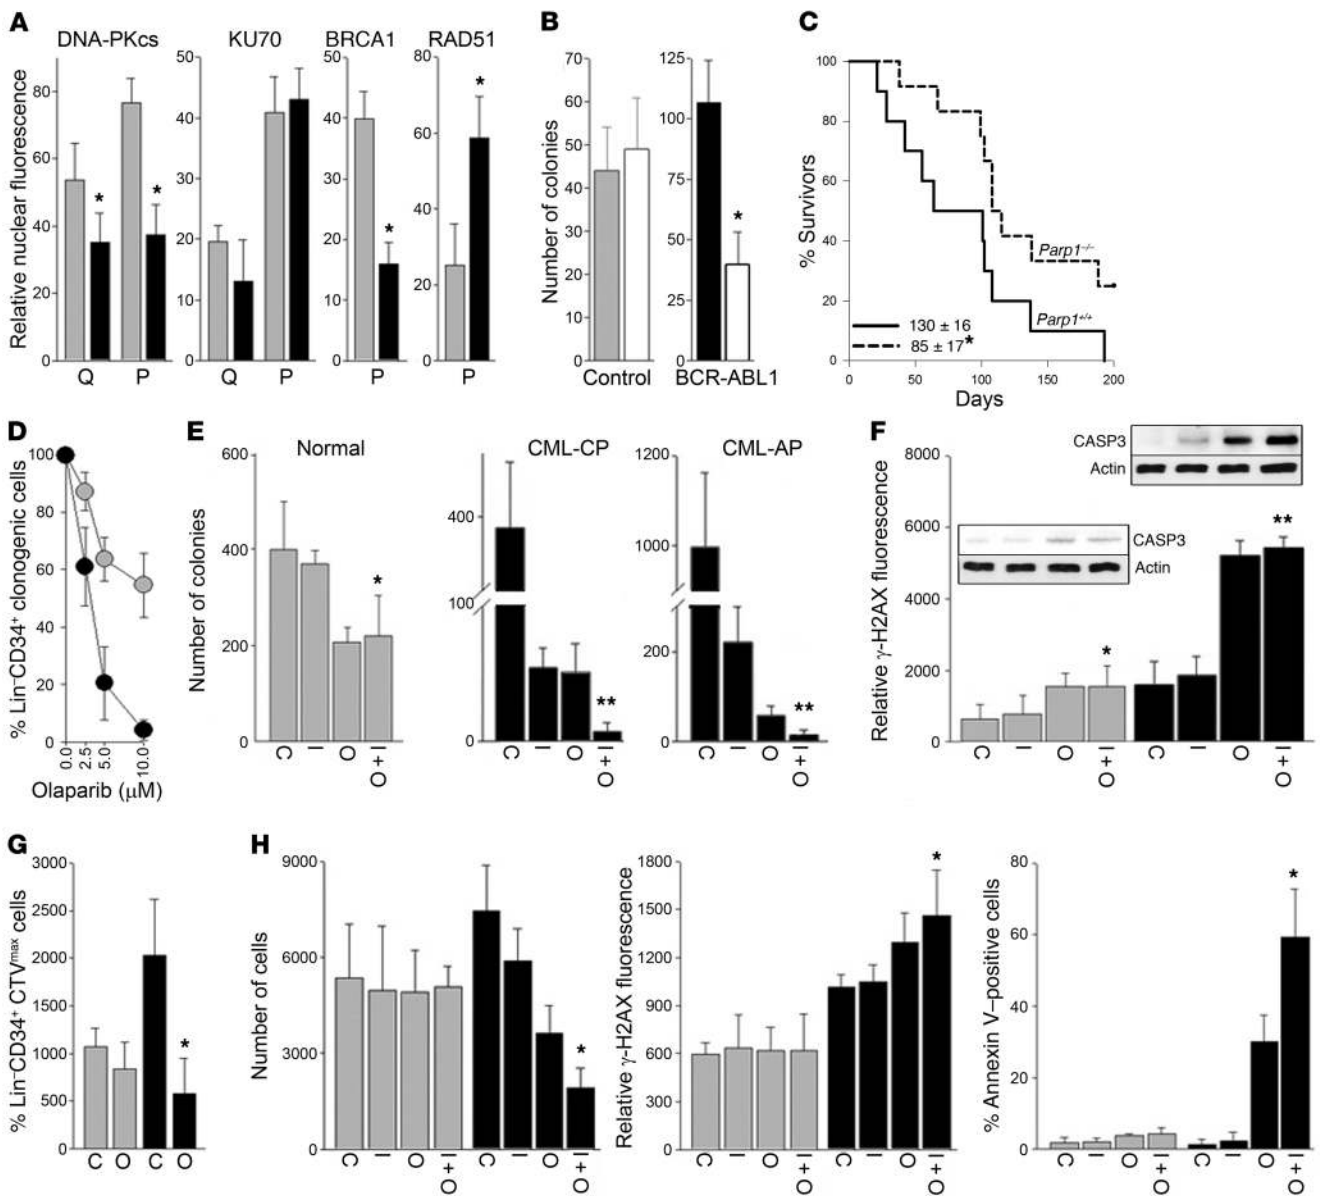 A
DNA-PKcs
KU70
BRCA1
RAD51
Relative nuclear fluorescence
80
60
40
20
0
Q
P
50
40
30
20
10
0
Q
P
50
40
30
20
10
0
P
80
60
40
20
0
P
B
Number of colonies
70
60
50
40
30
20
10
0
Control
125
100
75
50
25
0
BCR-ABL1
*
*
*
*
*
C
% Survivors
100
80
60
40
20
0
Parp1–/–
Parp1+/+
130 ± 16
85 ± 17*
0
50
100
150
200
Days
D
% Lin–CD34+ clonogenic cells
100
80
60
40
20
0
0.0
2.5
5.0
10.0
Olaparib (μM)
E
Normal
CML-CP
CML-AP
Number of colonies
600
400
200
0
*
C
I
O
I + O
400
100
0
**
C
I
O
I + O
1200
1000
200
0
**
C
I
O
I + O
F
Relative γ-H2AX fluorescence
8000
6000
4000
2000
0
CASP3
Actin
CASP3
Actin
*
**
C
I
O
I + O
C
I
O
I + O
G
% Lin–CD34+ CTVmax cells
3000
2500
2000
1500
1000
500
0
*
C
O
C
O
H
Number of cells
9000
6000
3000
0
*
C
I
O
I + O
C
I
O
I + O
Relative γ-H2AX fluorescence
1800
1500
1200
900
600
300
0
*
C
I
O
I + O
C
I
O
I + O
% Annexin V–positive cells
80
60
40
20
0
*
C
I
O
I + O
C
I
O
I + O